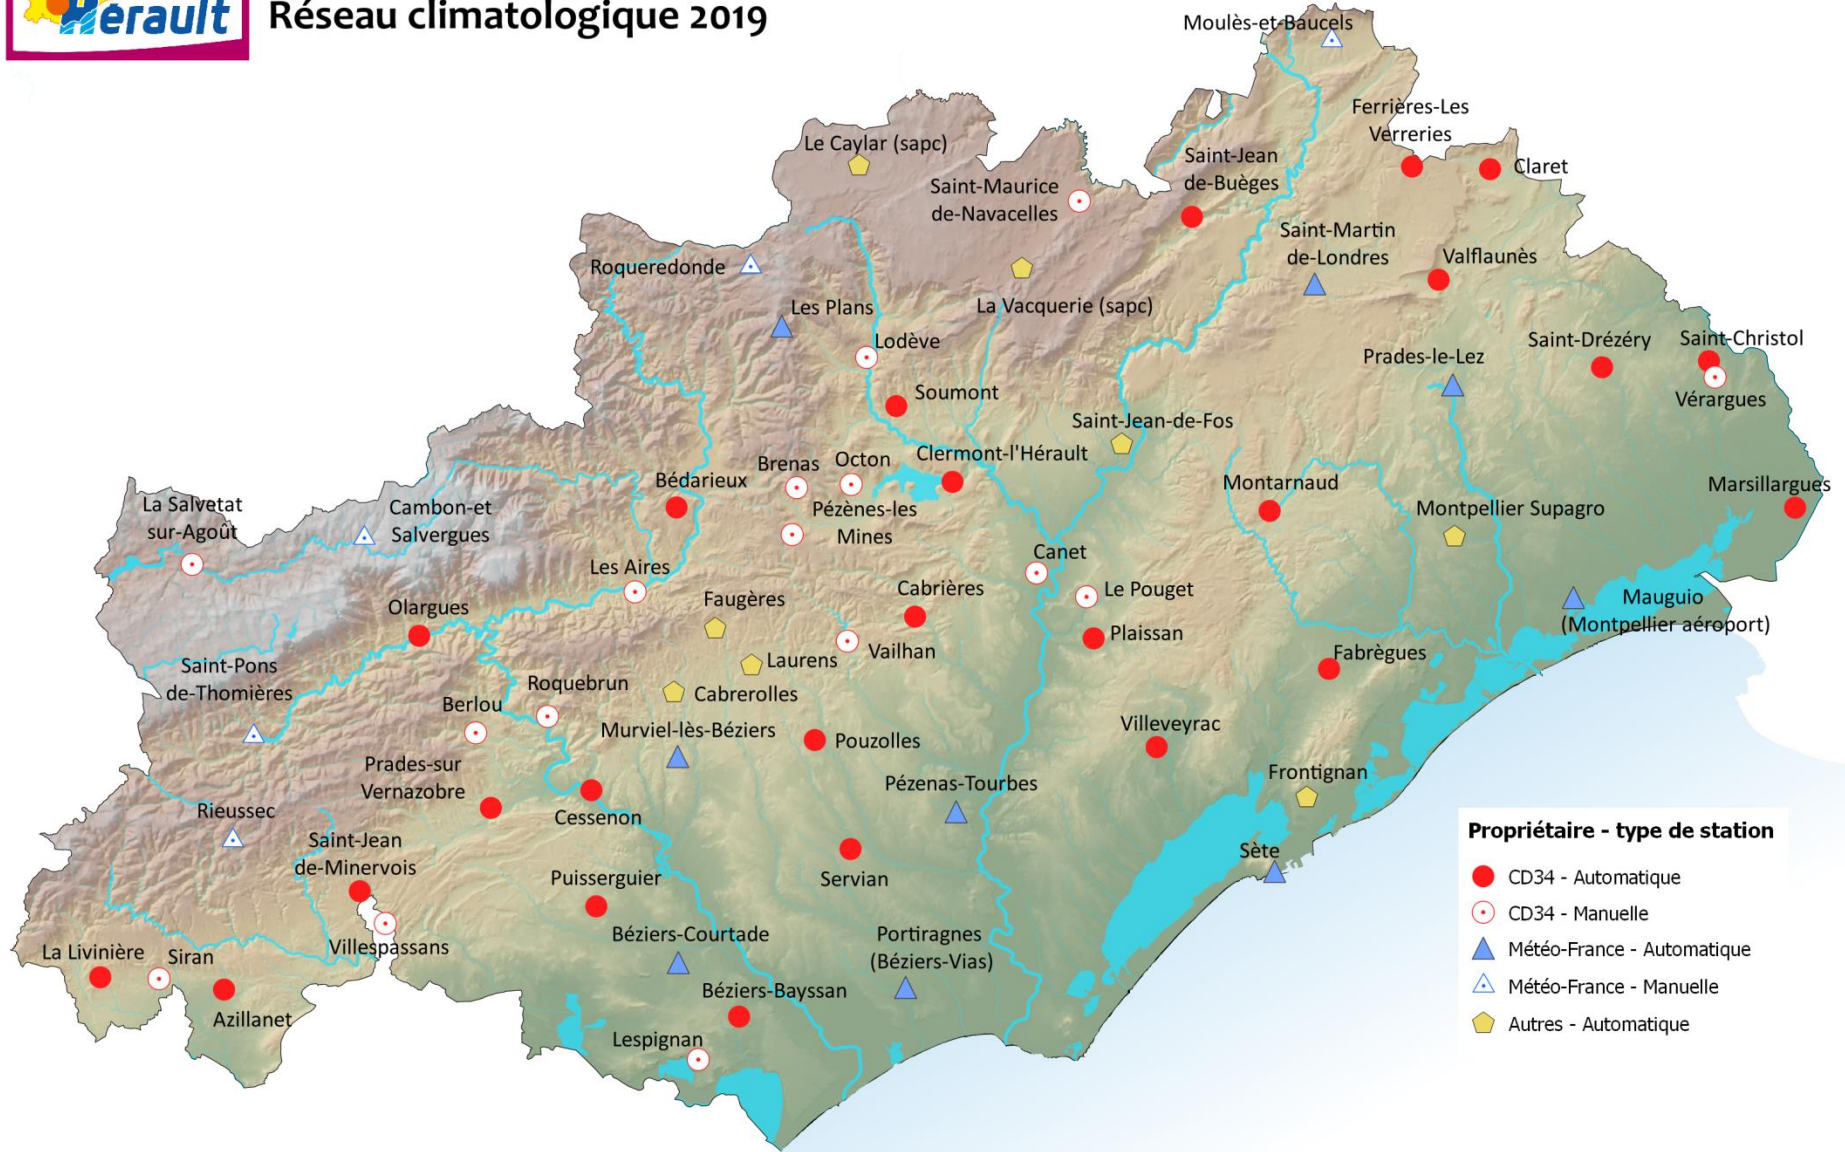 Hérault
Réseau climatologique 2019
Moulès-et-Baucels
Ferrières-Les
Verreries
Le Caylar (sapc)
Saint-Jean
de-Buèges
Claret
Saint-Maurice
de-Navacelles
Saint-Martin
de-Londres
Valflaunès
Roqueredonde
La Vacquerie (sapc)
Les Plans
Lodève
Prades-le-Lez
Saint-Drézéry
Saint-Christol
Vérargues
Soumont
Saint-Jean-de-Fos
Clermont-l'Hérault
Brenas
Octon
Bédarieux
Montarnaud
Marsillargues
La Salvetat
sur-Agoût
Cambon-et
Salvergues
Pézènes-les
Mines
Montpellier Supagro
Canet
Les Aires
Le Pouget
Cabrières
Faugères
Olargues
Mauguio
(Montpellier aéroport)
Plaissan
Vailhan
Fabrègues
Laurens
Saint-Pons
de-Thomières
Roquebrun
Cabrerolles
Berlou
Murviel-lès-Béziers
Pouzolles
Villeveyrac
Prades-sur
Vernazobre
Pézenas-Tourbes
Frontignan
Cessenon
Rieussec
Saint-Jean
de-Minervois
Sète
Puisserguier
Servian
Béziers-Courtade
Portiragnes
(Béziers-Vias)
Villespassans
La Livinière
Siran
Azillanet
Béziers-Bayssan
Lespignan
Propriétaire - type de station
CD34 - Automatique
CD34 - Manuelle
Météo-France - Automatique
Météo-France - Manuelle
Autres - Automatique